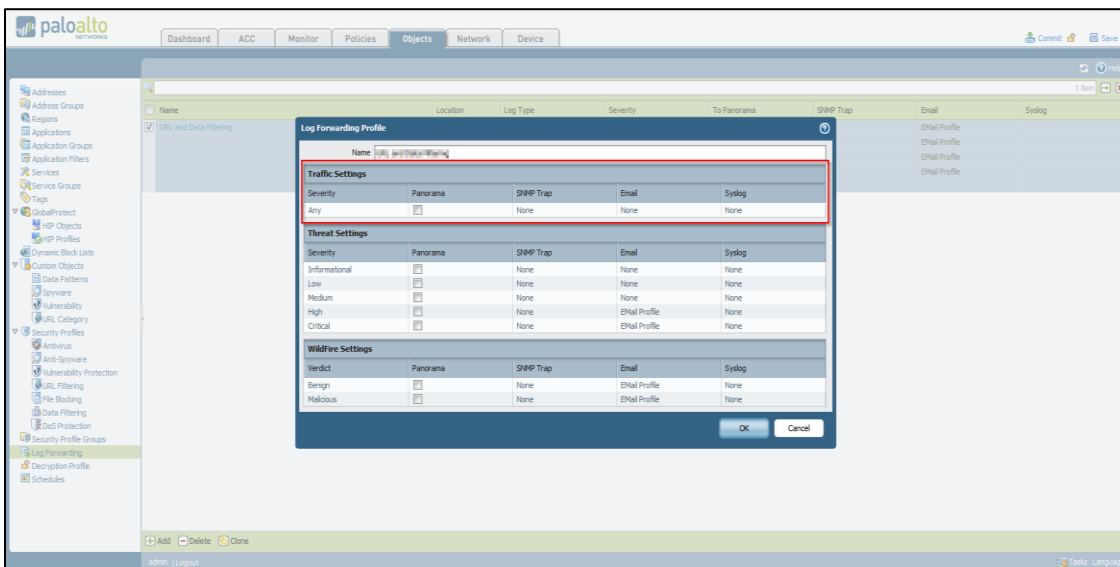 paloalto
NETWORKS
Dashboard ACC Monitor Policies Objects Network Device
Commit Save
Help
1 item
Addresses
Address Groups
Regions
Applications
Application Groups
Application Filters
Services
Service Groups
Tags
GlobalProtect
HIP Objects
HIP Profiles
Dynamic Block Lists
Custom Objects
Data Patterns
Spyware
Vulnerability
URL Category
Security Profiles
Antivirus
Anti-Spyware
Vulnerability Protection
URL Filtering
File Blocking
Data Filtering
DoS Protection
Security Profile Groups
Log Forwarding
Decryption Profile
Schedules
Name Location Log Type Severity To Panorama SNMP Trap Email Syslog
URL and Data Filtering
EMail Profile
EMail Profile
EMail Profile
EMail Profile
Log Forwarding Profile
Name
Traffic Settings
Severity Panorama SNMP Trap Email Syslog
Any None None None
Threat Settings
Severity Panorama SNMP Trap Email Syslog
Informational None None None
Low None None None
Medium None None None
High None EMail Profile None
Critical None EMail Profile None
WildFire Settings
Verdict Panorama SNMP Trap Email Syslog
Benign None EMail Profile None
Malicious None EMail Profile None
OK Cancel
Add Delete Clone
admin | Logout
Tasks